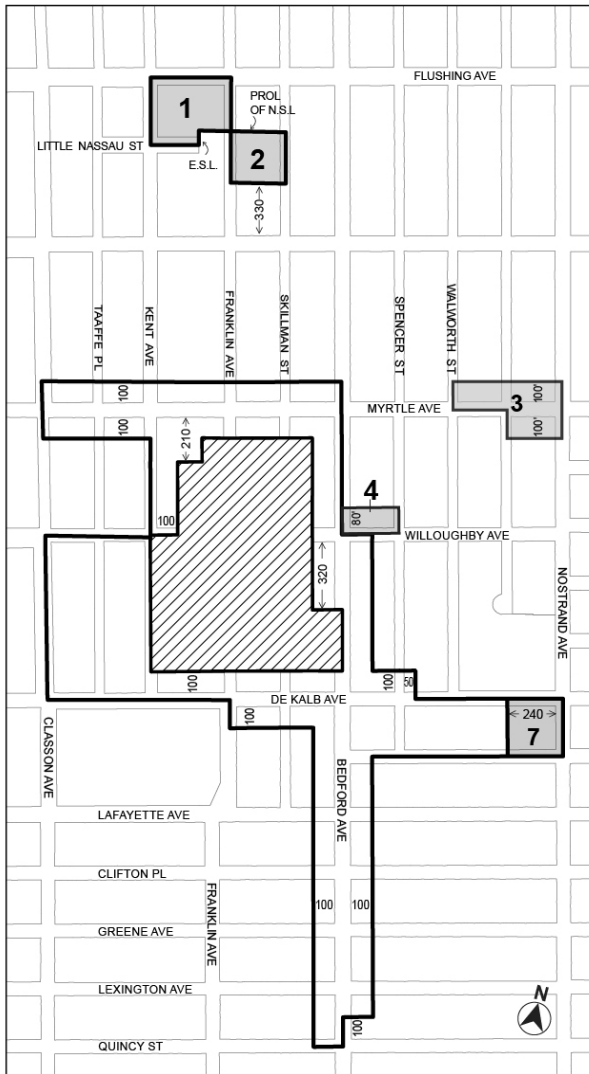 FLUSHING AVE
1
PROL
OF N.S.L
LITTLE NASSAU ST
E.S.L.
2
330
TAAFFE PL
KENT AVE
FRANKLIN AVE
SKILLMAN ST
SPENCER ST
WALWORTH ST
100
100'
3
MYRTLE AVE
100
210
100'
4
80'
100
WILLOUGHBY AVE
320
NOSTRAND AVE
100
100
50
DE KALB AVE
240
100
7
CLASSON AVE
BEDFORD AVE
LAFAYETTE AVE
CLIFTON PL
FRANKLIN AVE
100
100
GREENE AVE
LEXINGTON AVE
N
100
QUINCY ST